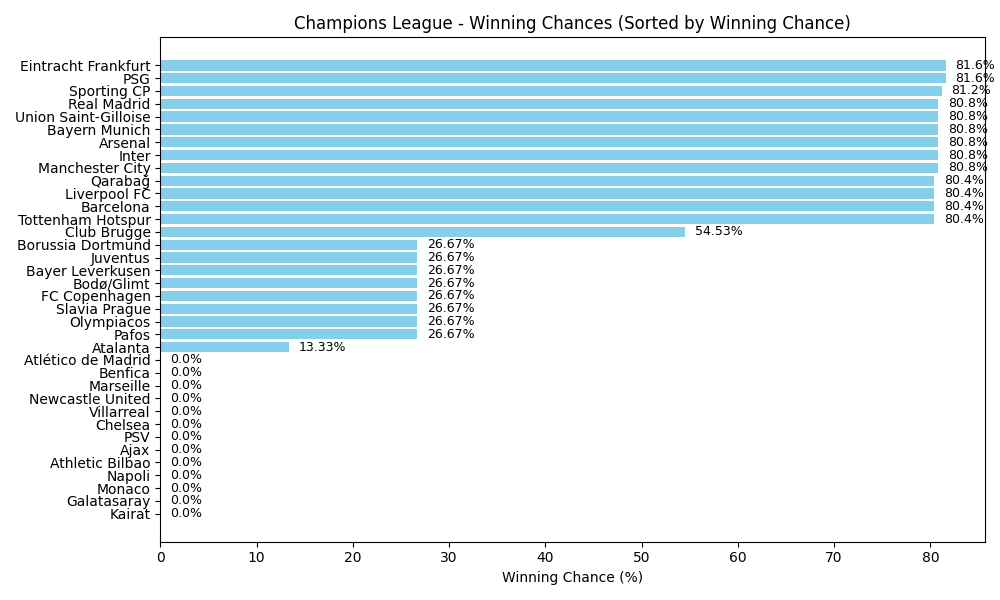 Champions League - Winning Chances (Sorted by Winning Chance)
Eintracht Frankfurt 81.6%
PSG 81.6%
Sporting CP 81.2%
Real Madrid 80.8%
Union Saint-Gilloise 80.8%
Bayern Munich 80.8%
Arsenal 80.8%
Inter 80.8%
Manchester City 80.8%
Qarabağ 80.4%
Liverpool FC 80.4%
Barcelona 80.4%
Tottenham Hotspur 80.4%
Club Brugge 54.53%
Borussia Dortmund 26.67%
Juventus 26.67%
Bayer Leverkusen 26.67%
Bodø/Glimt 26.67%
FC Copenhagen 26.67%
Slavia Prague 26.67%
Olympiacos 26.67%
Pafos 26.67%
Atalanta 13.33%
Atlético de Madrid 0.0%
Benfica 0.0%
Marseille 0.0%
Newcastle United 0.0%
Villarreal 0.0%
Chelsea 0.0%
PSV 0.0%
Ajax 0.0%
Athletic Bilbao 0.0%
Napoli 0.0%
Monaco 0.0%
Galatasaray 0.0%
Kairat 0.0%
0 10 20 30 40 50 60 70 80
Winning Chance (%)